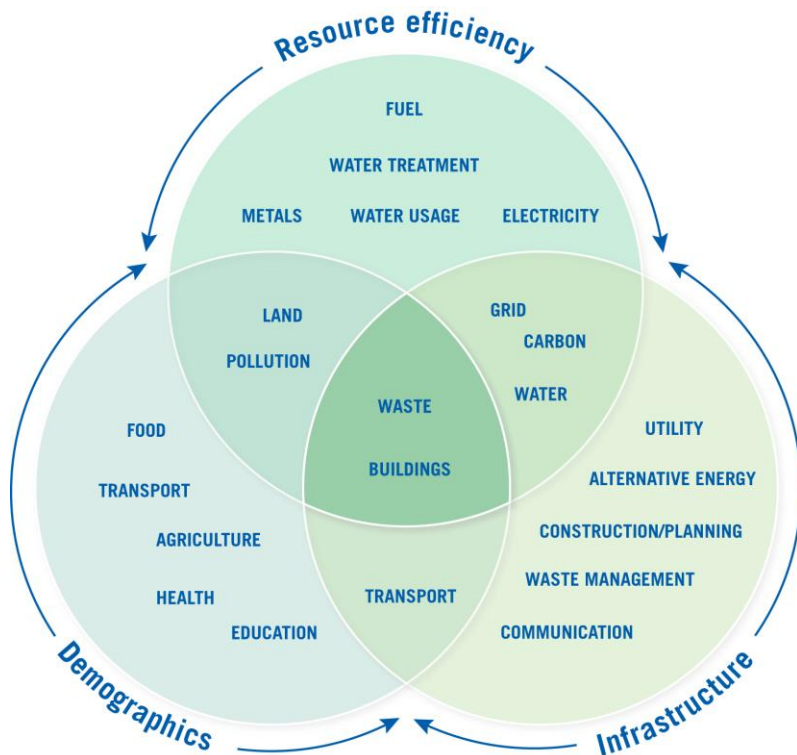 Resource efficiency
FUEL
WATER TREATMENT
METALS
WATER USAGE
ELECTRICITY
LAND
POLLUTION
GRID
CARBON
WATER
WASTE
BUILDINGS
FOOD
TRANSPORT
AGRICULTURE
HEALTH
EDUCATION
TRANSPORT
UTILITY
ALTERNATIVE ENERGY
CONSTRUCTION/PLANNING
WASTE MANAGEMENT
COMMUNICATION
Demographics
Infrastructure